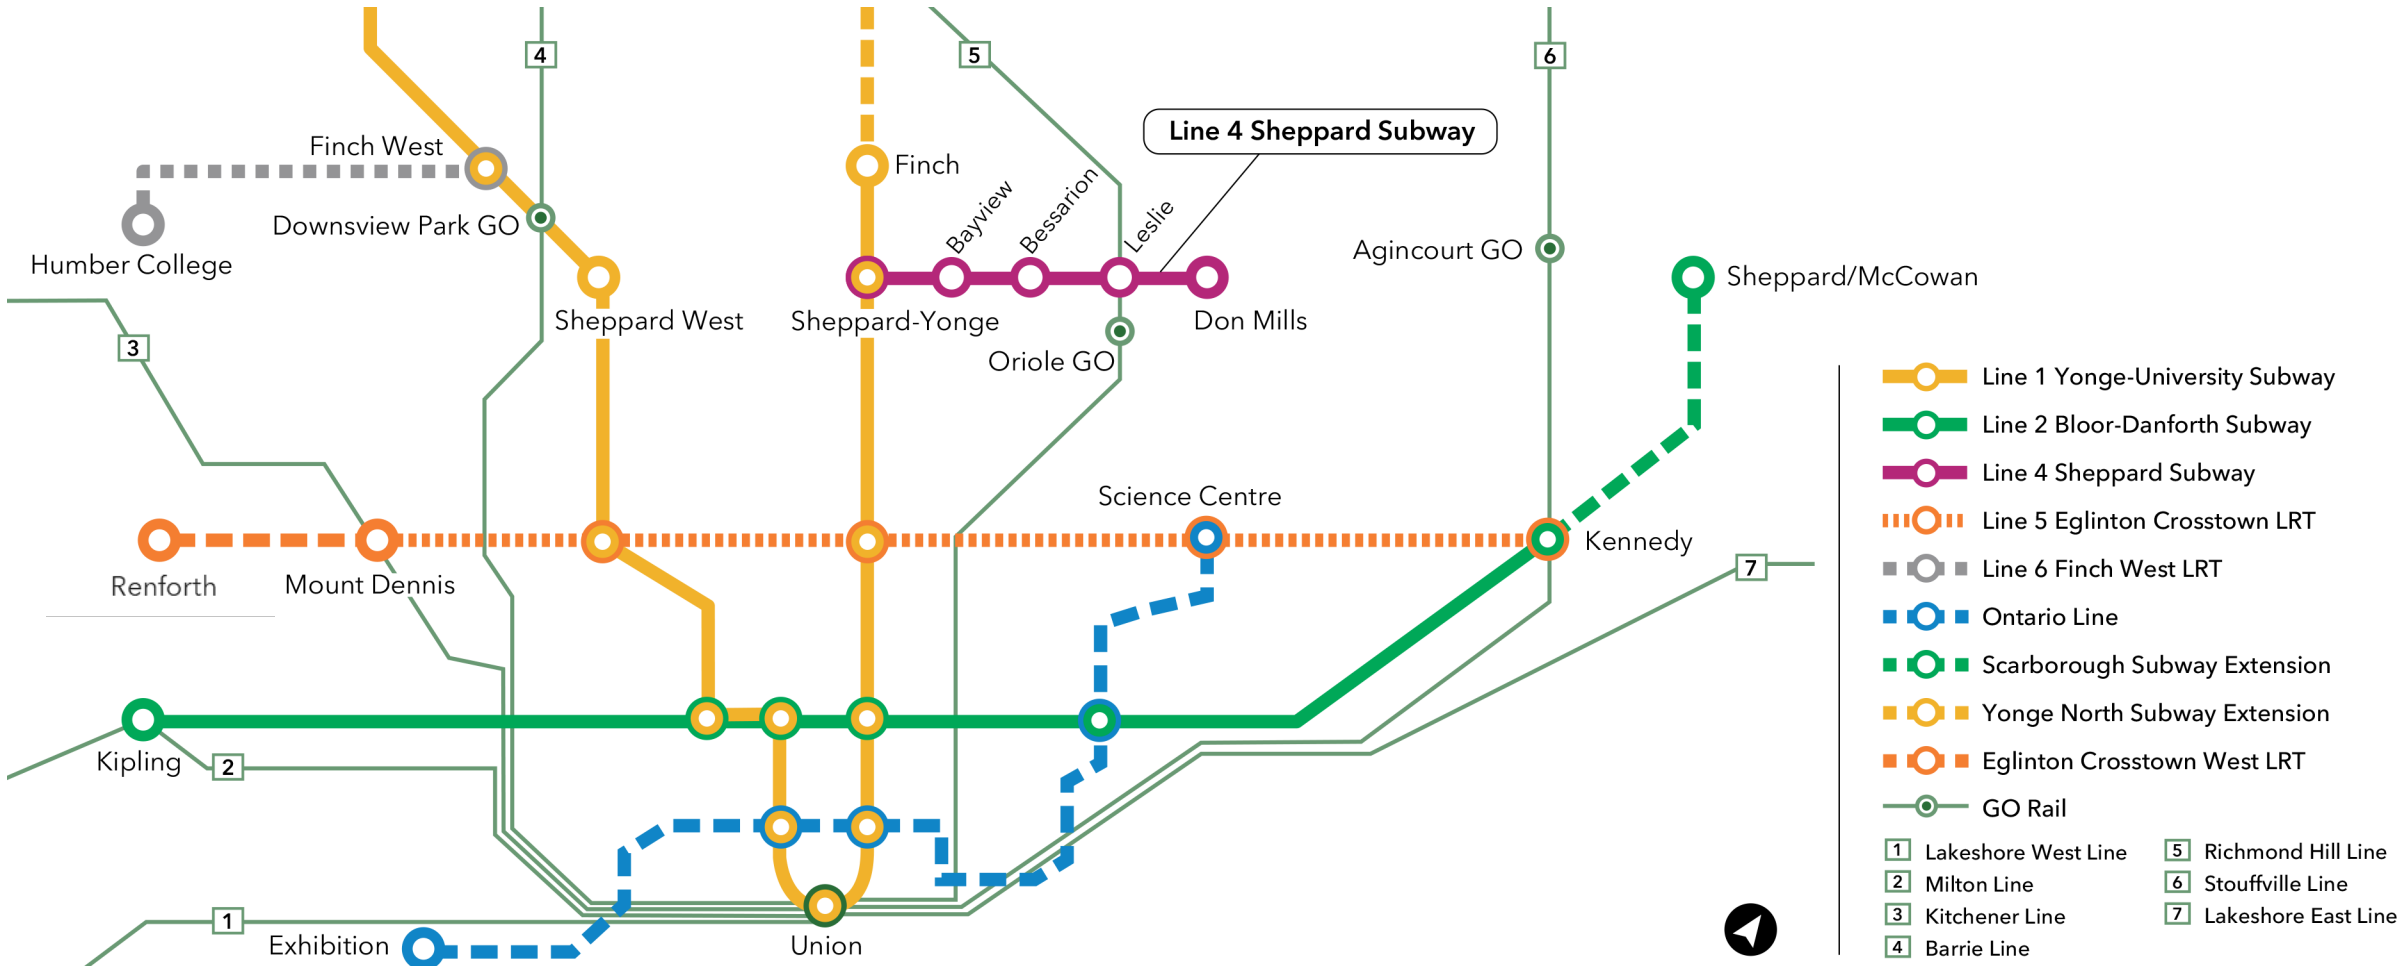 4
5
6
Line 4 Sheppard Subway
Finch West
Finch
Bayview
Bessarion
Leslie
Downsview Park GO
Agincourt GO
Humber College
Sheppard/McCowan
Sheppard West
Sheppard-Yonge
Don Mills
3
Oriole GO
Science Centre
Kennedy
Renforth
Mount Dennis
7
Kipling
2
1
Exhibition
Union
Line 1 Yonge-University Subway
Line 2 Bloor-Danforth Subway
Line 4 Sheppard Subway
Line 5 Eglinton Crosstown LRT
Line 6 Finch West LRT
Ontario Line
Scarborough Subway Extension
Yonge North Subway Extension
Eglinton Crosstown West LRT
GO Rail
1 Lakeshore West Line
2 Milton Line
3 Kitchener Line
4 Barrie Line
5 Richmond Hill Line
6 Stouffville Line
7 Lakeshore East Line